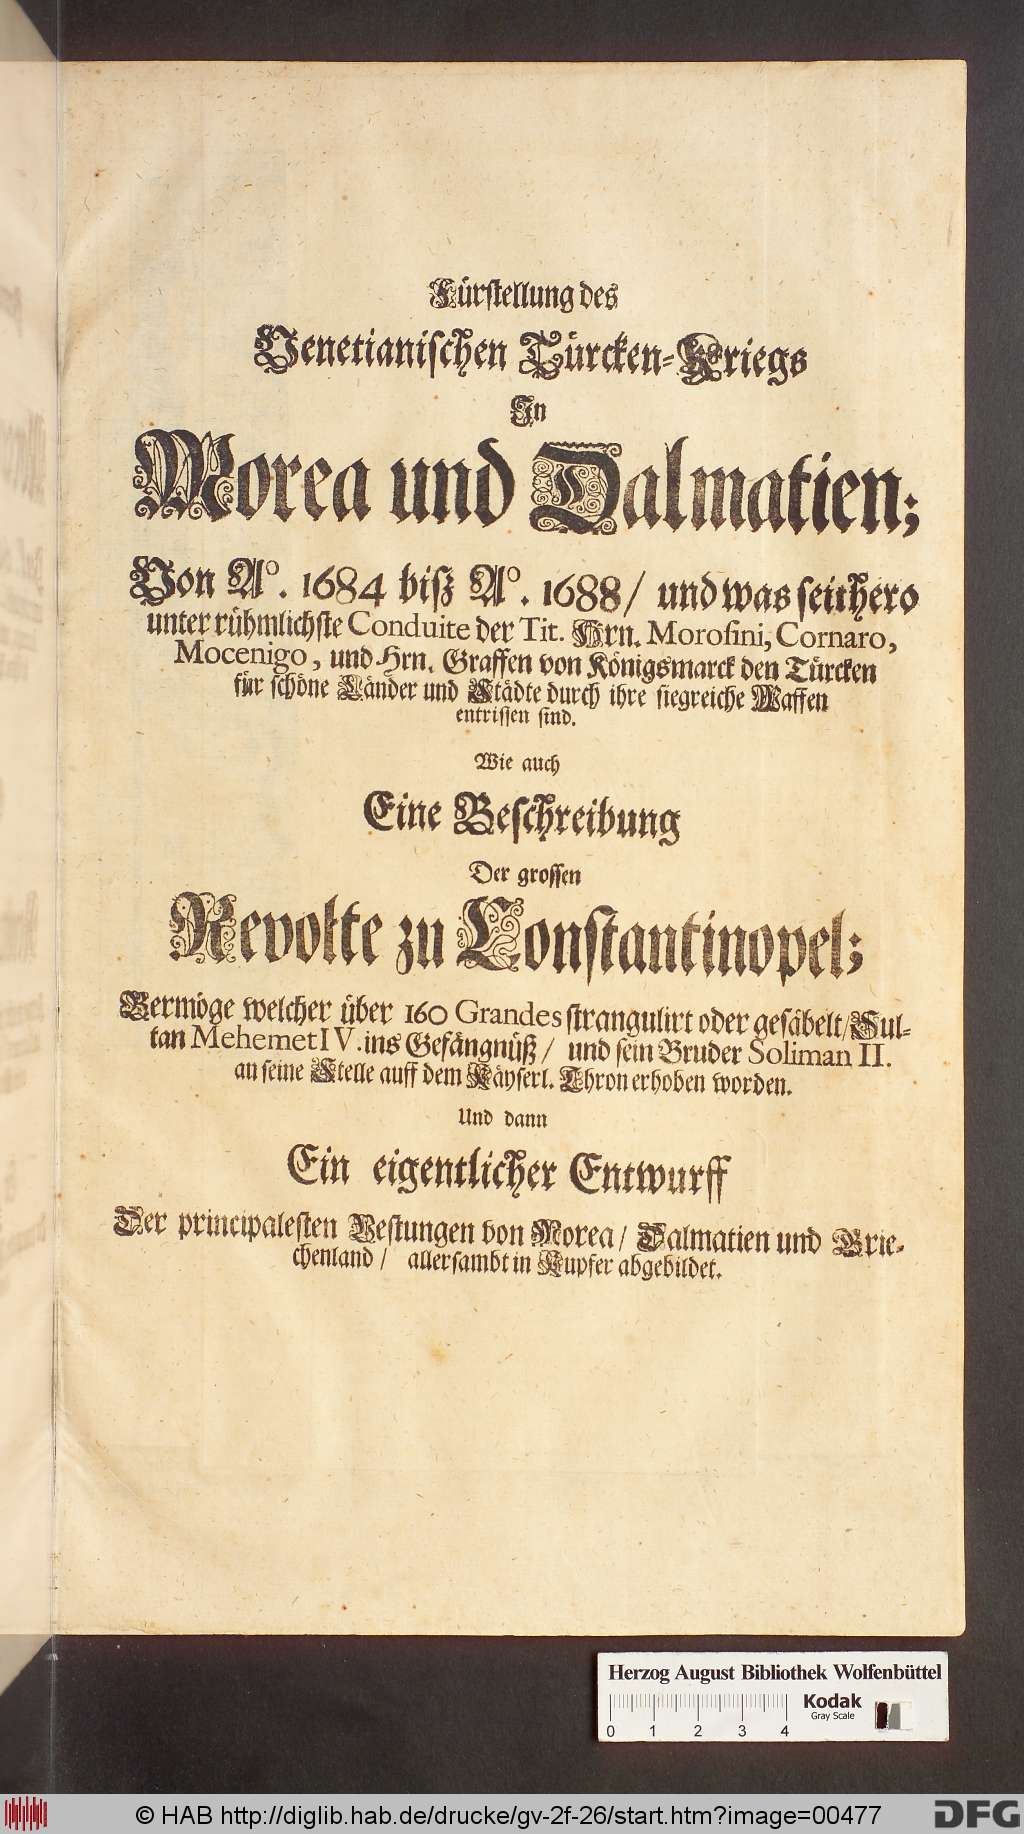 Fürſtellung des
Venetianiſchen Türcken-Kriegs
In
Morea und Dalmatien;
Von Aº. 1684 biß Aº. 1688/ und was ſeither
unter rühmlichſte Conduite der Tit. Hrn. Moroſini, Cornaro,
Mocenigo, und Hrn. Graffen von Königsmarck den Türcken
für ſchöne Länder und Städte durch ihre ſiegreiche Waffen
entriſſen ſind.
Wie auch
Eine Beſchreibung
Der groſſen
Revolte zu Conſtantinopel;
Vermöge welcher über 160 Grandes ſtrangulirt oder geſäbelt/Sul-
tan Mehemet IV. ins Gefängnüß/ und ſein Bruder Soliman II.
an ſeine Stelle auff dem Käyſerl. Thron erhoben worden.
Und dann
Ein eigentlicher Entwurff
Der principaleſten Veſtungen von Morea/ Dalmatien und Grie-
chenland/ allerſambt in Kupfer abgebildet.
Herzog August Bibliothek Wolfenbüttel
Kodak
Gray Scale
0 1 2 3 4
© HAB http://diglib.hab.de/drucke/gv-2f-26/start.htm?image=00477
DFG